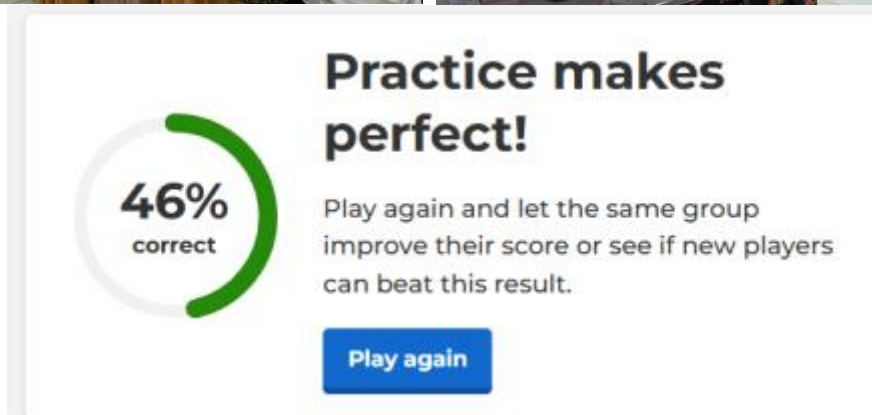 Practice makes
perfect!
46%
correct
Play again and let the same group
improve their score or see if new players
can beat this result.
Play again